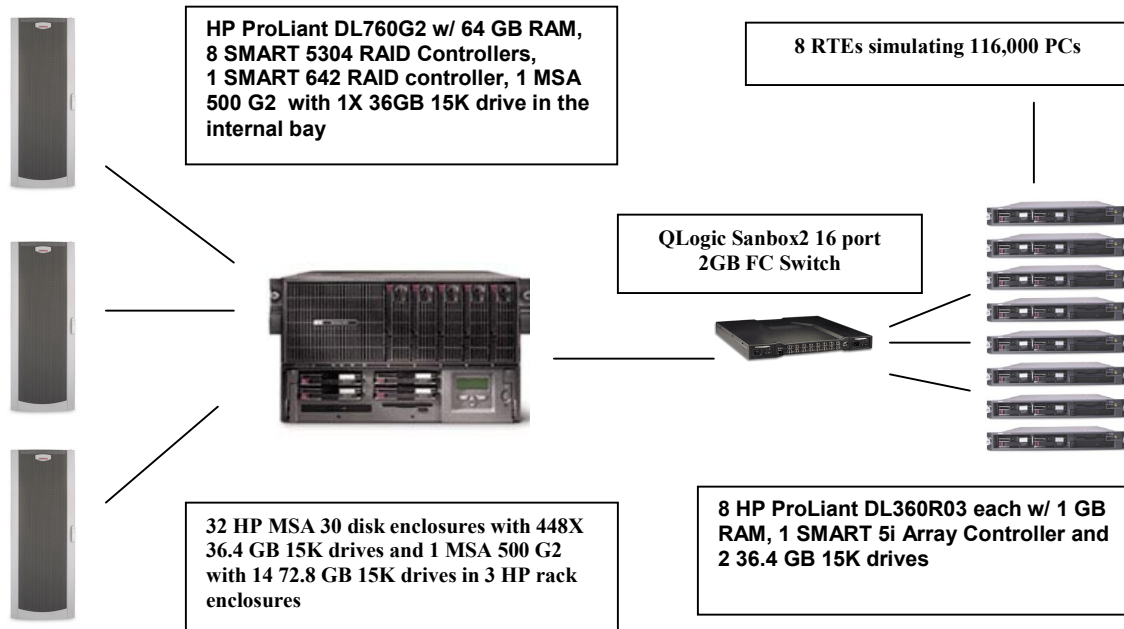 HP ProLiant DL760G2 w/ 64 GB RAM,
8 SMART 5304 RAID Controllers,
1 SMART 642 RAID controller, 1 MSA
500 G2 with 1X 36GB 15K drive in the
internal bay
8 RTEs simulating 116,000 PCs
QLogic Sanbox2 16 port
2GB FC Switch
32 HP MSA 30 disk enclosures with 448X
36.4 GB 15K drives and 1 MSA 500 G2
with 14 72.8 GB 15K drives in 3 HP rack
enclosures
8 HP ProLiant DL360R03 each w/ 1 GB
RAM, 1 SMART 5i Array Controller and
2 36.4 GB 15K drives